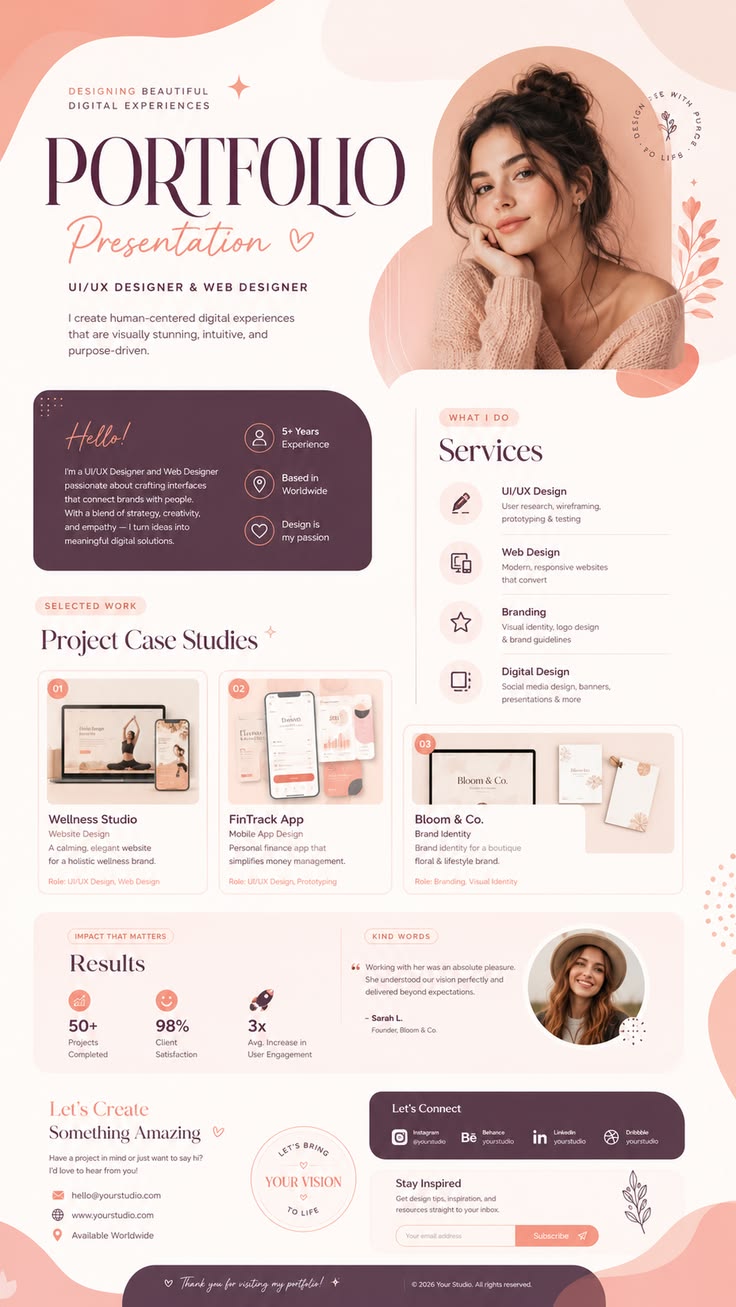 DESIGNING BEAUTIFUL
DIGITAL EXPERIENCES
PORTFOLIO
Presentation
UI/UX DESIGNER & WEB DESIGNER
I create human-centered digital experiences
that are visually stunning, intuitive, and
purpose-driven.
Hello!
I'm a UI/UX Designer and Web Designer
passionate about crafting interfaces
that connect brands with people.
With a blend of strategy, creativity,
and empathy — I turn ideas into
meaningful digital solutions.
5+ Years
Experience
Based in
Worldwide
Design is
my passion
WHAT I DO
Services
UI/UX Design
User research, wireframing,
prototyping & testing
Web Design
Modern, responsive websites
that convert
Branding
Visual identity, logo design
& brand guidelines
Digital Design
Social media design, banners,
presentations & more
SELECTED WORK
Project Case Studies
01
Wellness Studio
Website Design
A calming, elegant website
for a holistic wellness brand.
Role: UI/UX Design, Web Design
02
FinTrack App
Mobile App Design
Personal finance app that
simplifies money management.
Role: UI/UX Design, Prototyping
03
Bloom & Co.
Bloom & Co.
Brand Identity
Brand identity for a boutique
floral & lifestyle brand.
Role: Branding, Visual Identity
IMPACT THAT MATTERS
Results
50+
Projects
Completed
98%
Client
Satisfaction
3x
Avg. Increase in
User Engagement
KIND WORDS
“ Working with her was an absolute pleasure.
She understood our vision perfectly and
delivered beyond expectations.
– Sarah L.
Founder, Bloom & Co.
Let's Create
Something Amazing
Have a project in mind or just want to say hi?
I'd love to hear from you!
hello@yourstudio.com
www.yourstudio.com
Available Worldwide
LET'S BRING
YOUR VISION
TO LIFE
Let's Connect
Instagram
@yourstudio
Bē
Behance
yourstudio
in
LinkedIn
yourstudio
Dribbble
yourstudio
Stay Inspired
Get design tips, inspiration, and
resources straight to your inbox.
Your email address
Subscribe
Thank you for visiting my portfolio!
© 2026 Your Studio. All rights reserved.